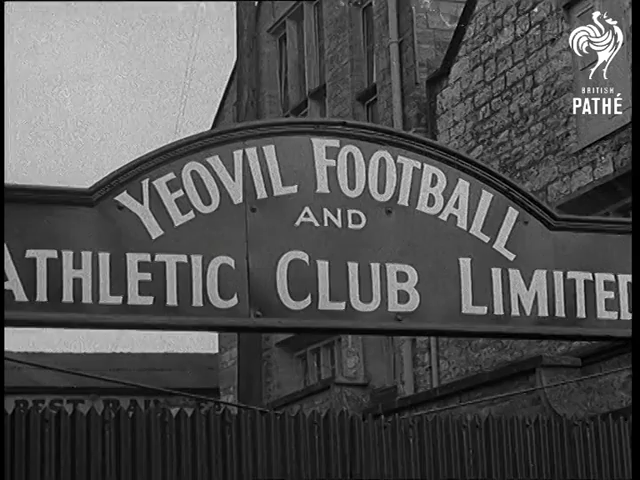 BRITISH
PATHÉ
YEOVIL FOOTBALL
AND
ATHLETIC CLUB LIMITED